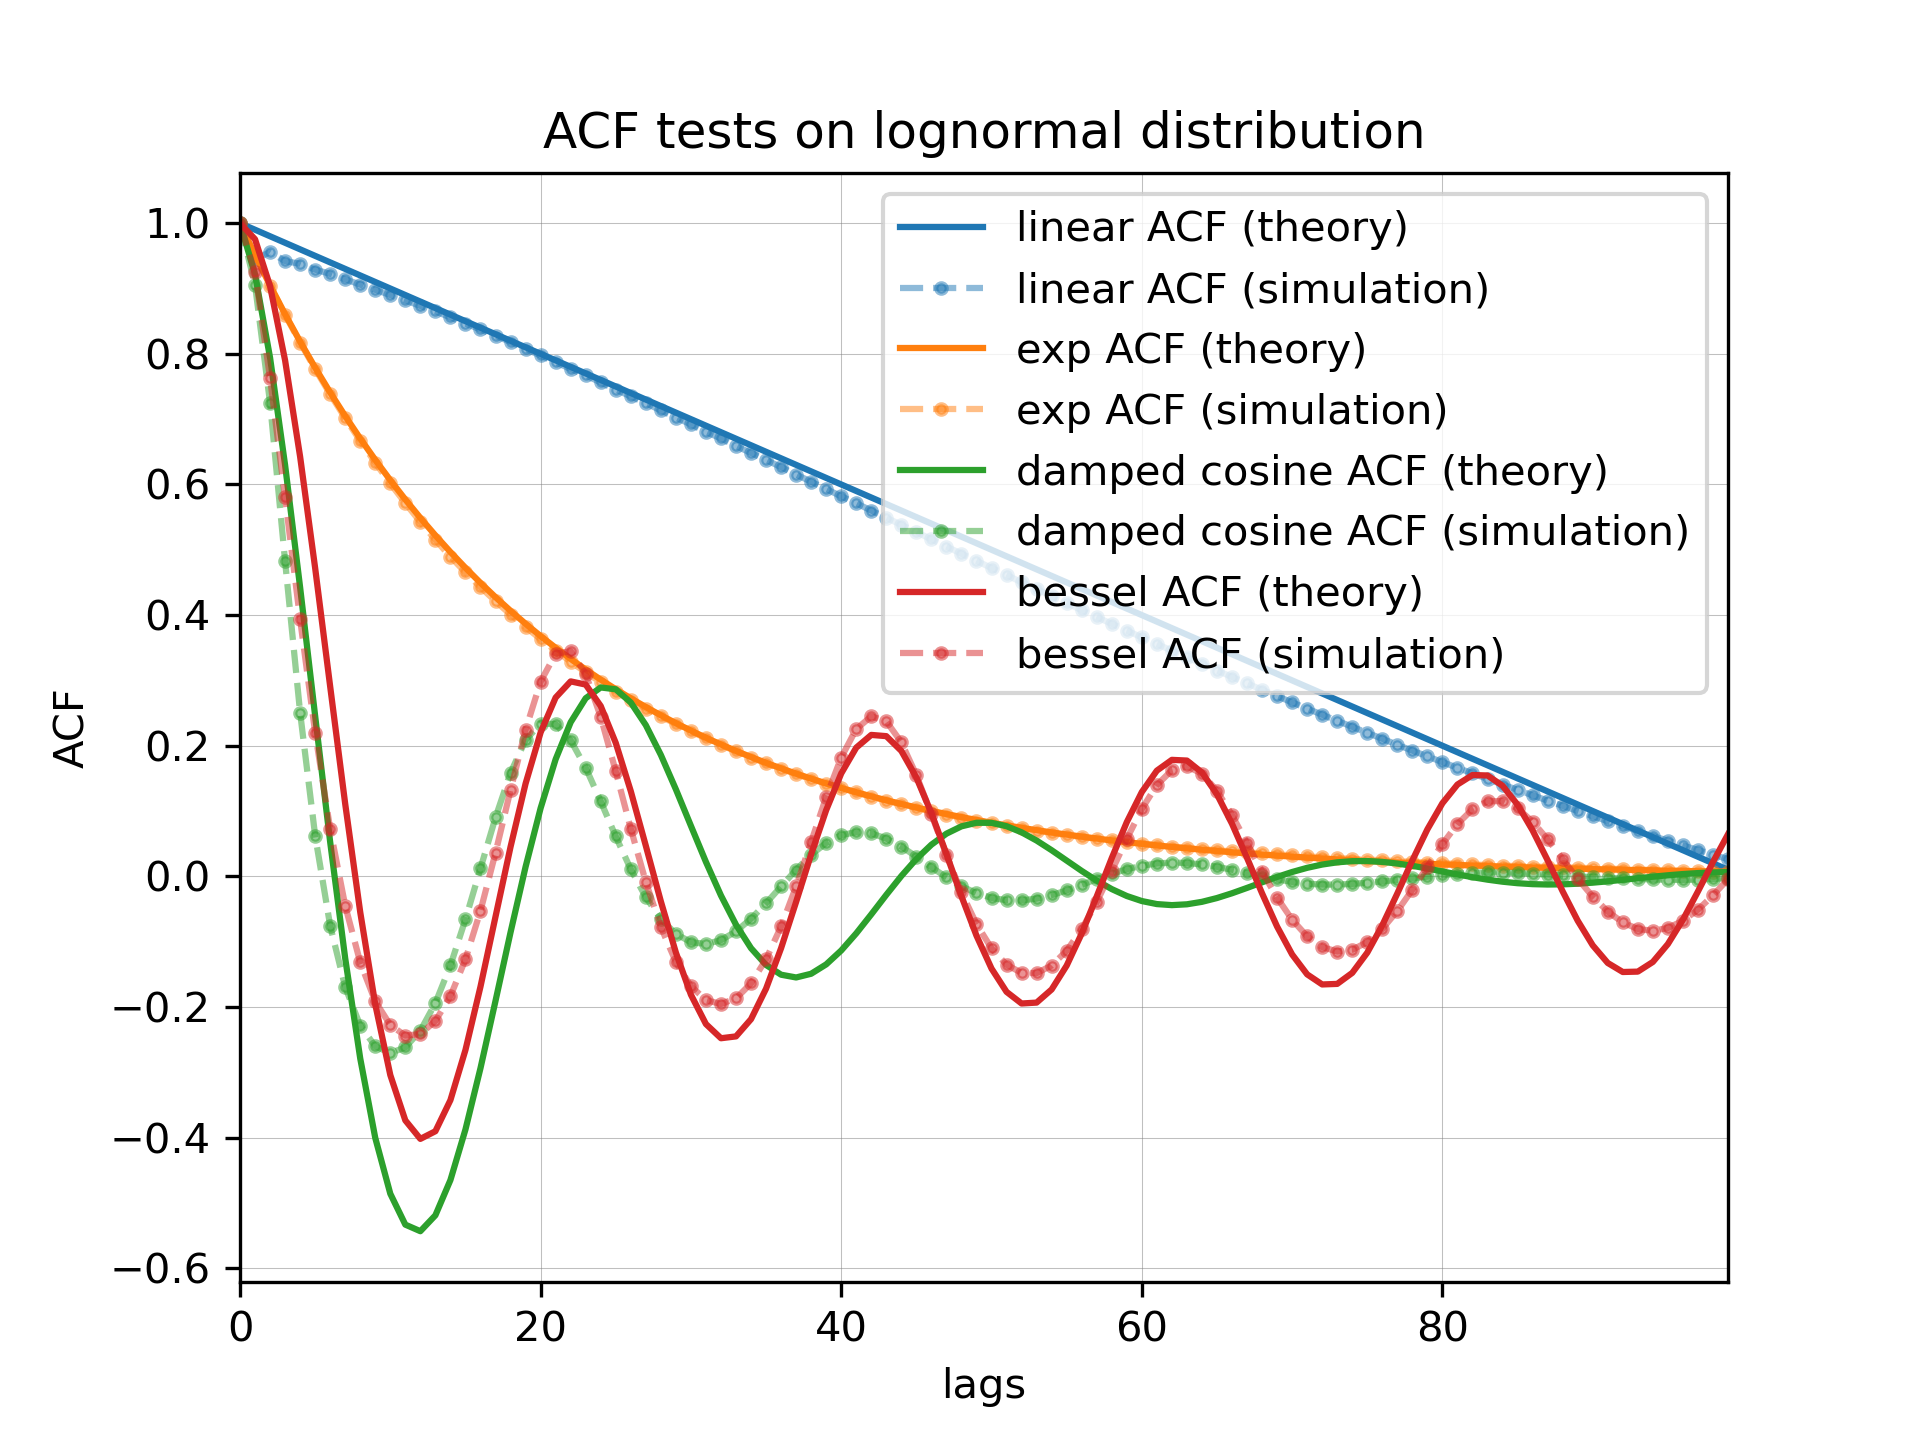 ACF tests on lognormal distribution
linear ACF (theory)
linear ACF (simulation)
exp ACF (theory)
exp ACF (simulation)
damped cosine ACF (theory)
damped cosine ACF (simulation)
bessel ACF (theory)
bessel ACF (simulation)
ACF
1.0
0.8
0.6
0.4
0.2
0.0
−0.2
−0.4
−0.6
0 20 40 60 80
lags